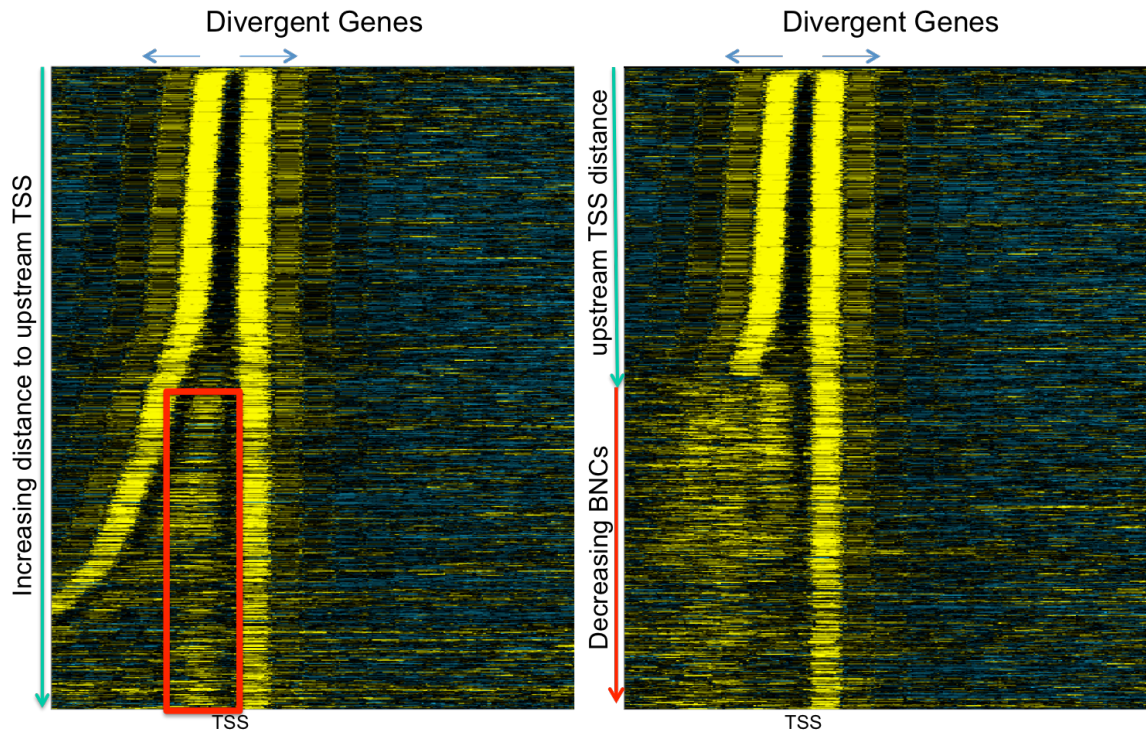 Divergent Genes
Increasing distance to upstream TSS
TSS
Divergent Genes
upstream TSS distance
Decreasing BNCs
TSS